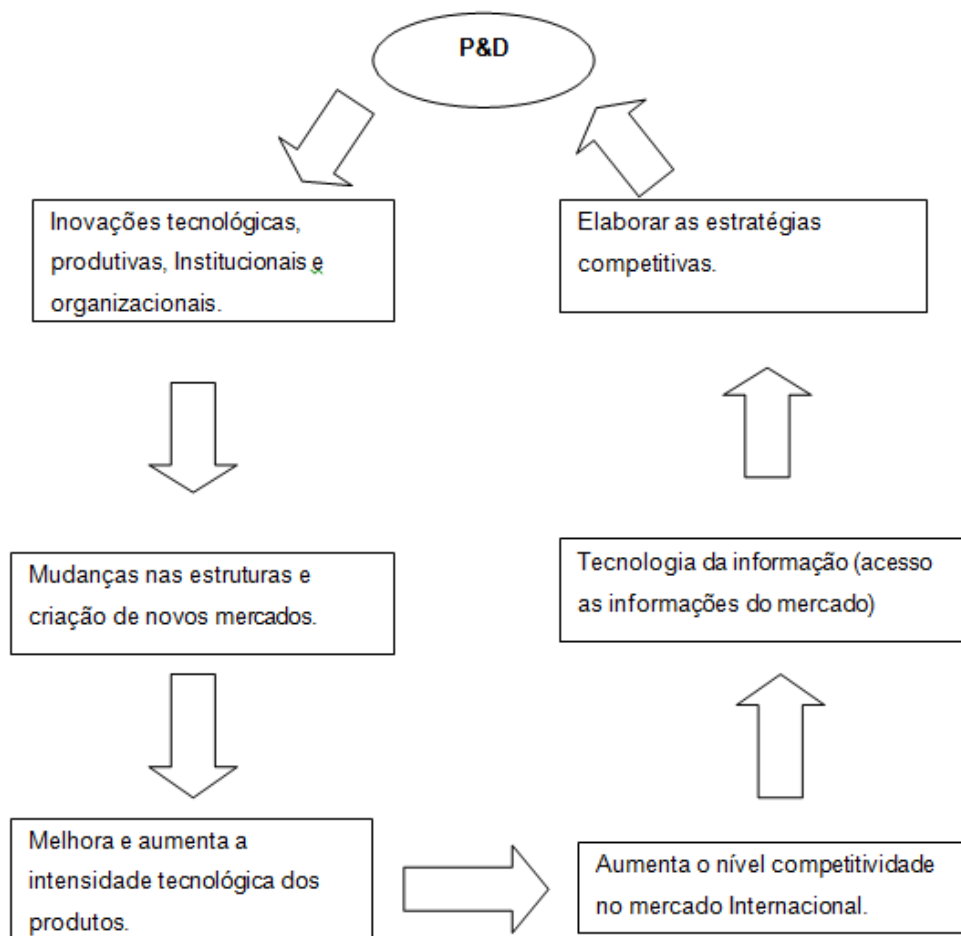 P&D
Inovações tecnológicas,
produtivas, Institucionais e
organizacionais.
Elaborar as estratégias
competitivas.
Mudanças nas estruturas e
criação de novos mercados.
Tecnologia da informação (acesso
as informações do mercado)
Melhora e aumenta a
intensidade tecnológica dos
produtos.
Aumenta o nível competitividade
no mercado Internacional.